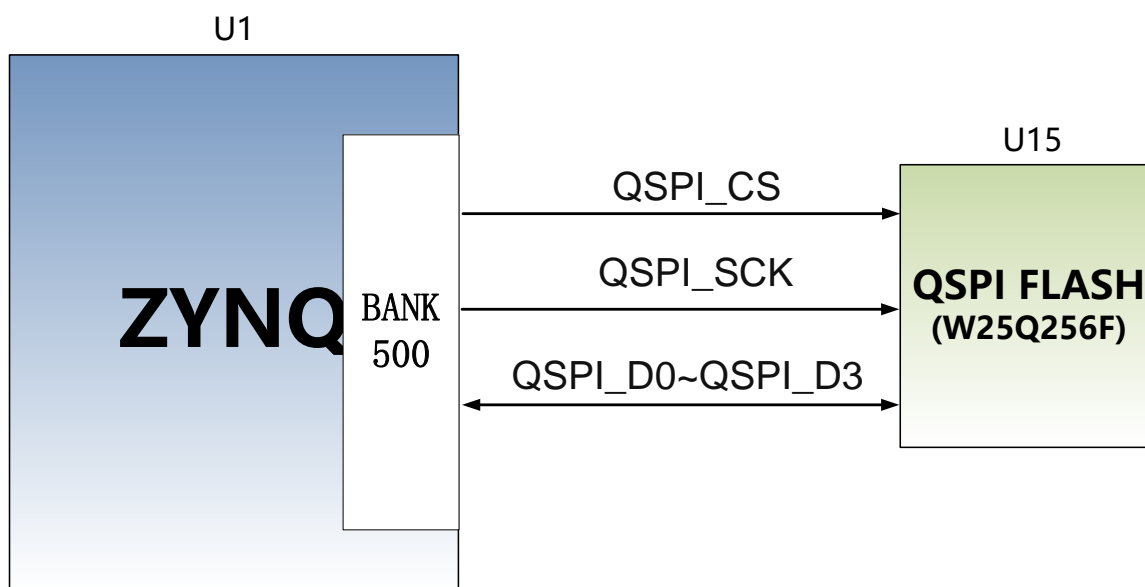 U1
U15
QSPI_CS
QSPI_SCK
ZYNQ
BANK
500
QSPI FLASH
(W25Q256F)
QSPI_D0~QSPI_D3